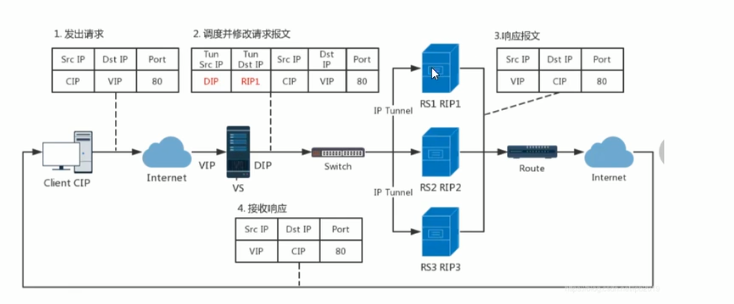 1. 发出请求
Src IP Dst IP Port
CIP VIP 80
2. 调度并修改请求报文
Tun Src IP Tun Dst IP Src IP Dst IP Port
DIP RIP1 CIP VIP 80
3.响应报文
Src IP Dst IP Port
VIP CIP 80
RS1 RIP1
IP Tunnel
Client CIP
Internet
VIP
VS
DIP
Switch
RS2 RIP2
Route
Internet
IP Tunnel
RS3 RIP3
4. 接收响应
Src IP Dst IP Port
VIP CIP 80